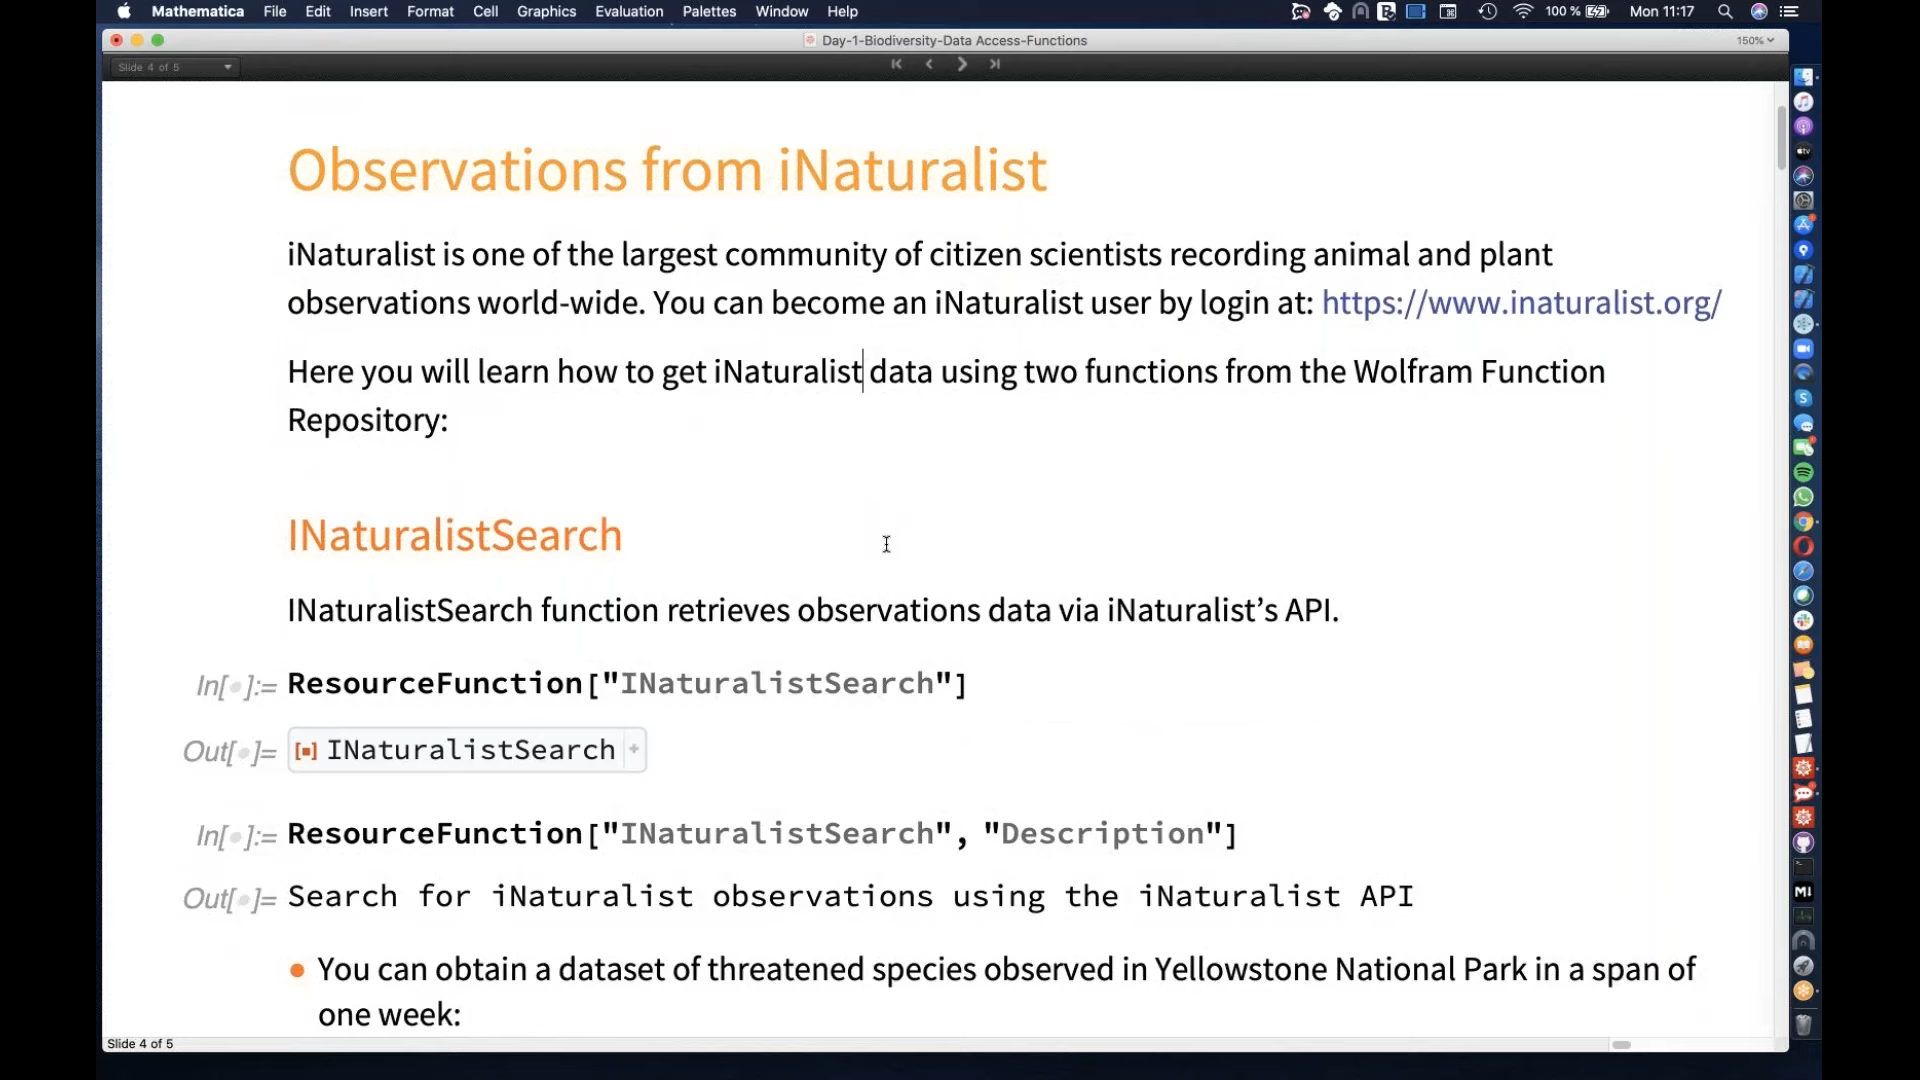 Mathematica File Edit Insert Format Cell Graphics Evaluation Palettes Window Help 100 % Mon 11:17
Day-1-Biodiversity-Data Access-Functions 150%
Slide 4 of 5
Observations from iNaturalist
iNaturalist is one of the largest community of citizen scientists recording animal and plant
observations world-wide. You can become an iNaturalist user by login at: https://www.inaturalist.org/
Here you will learn how to get iNaturalist data using two functions from the Wolfram Function
Repository:
INaturalistSearch
INaturalistSearch function retrieves observations data via iNaturalist’s API.
In[•]:= ResourceFunction["INaturalistSearch"]
Out[•]= [■] INaturalistSearch +
In[•]:= ResourceFunction["INaturalistSearch", "Description"]
Out[•]= Search for iNaturalist observations using the iNaturalist API
• You can obtain a dataset of threatened species observed in Yellowstone National Park in a span of
one week:
Slide 4 of 5